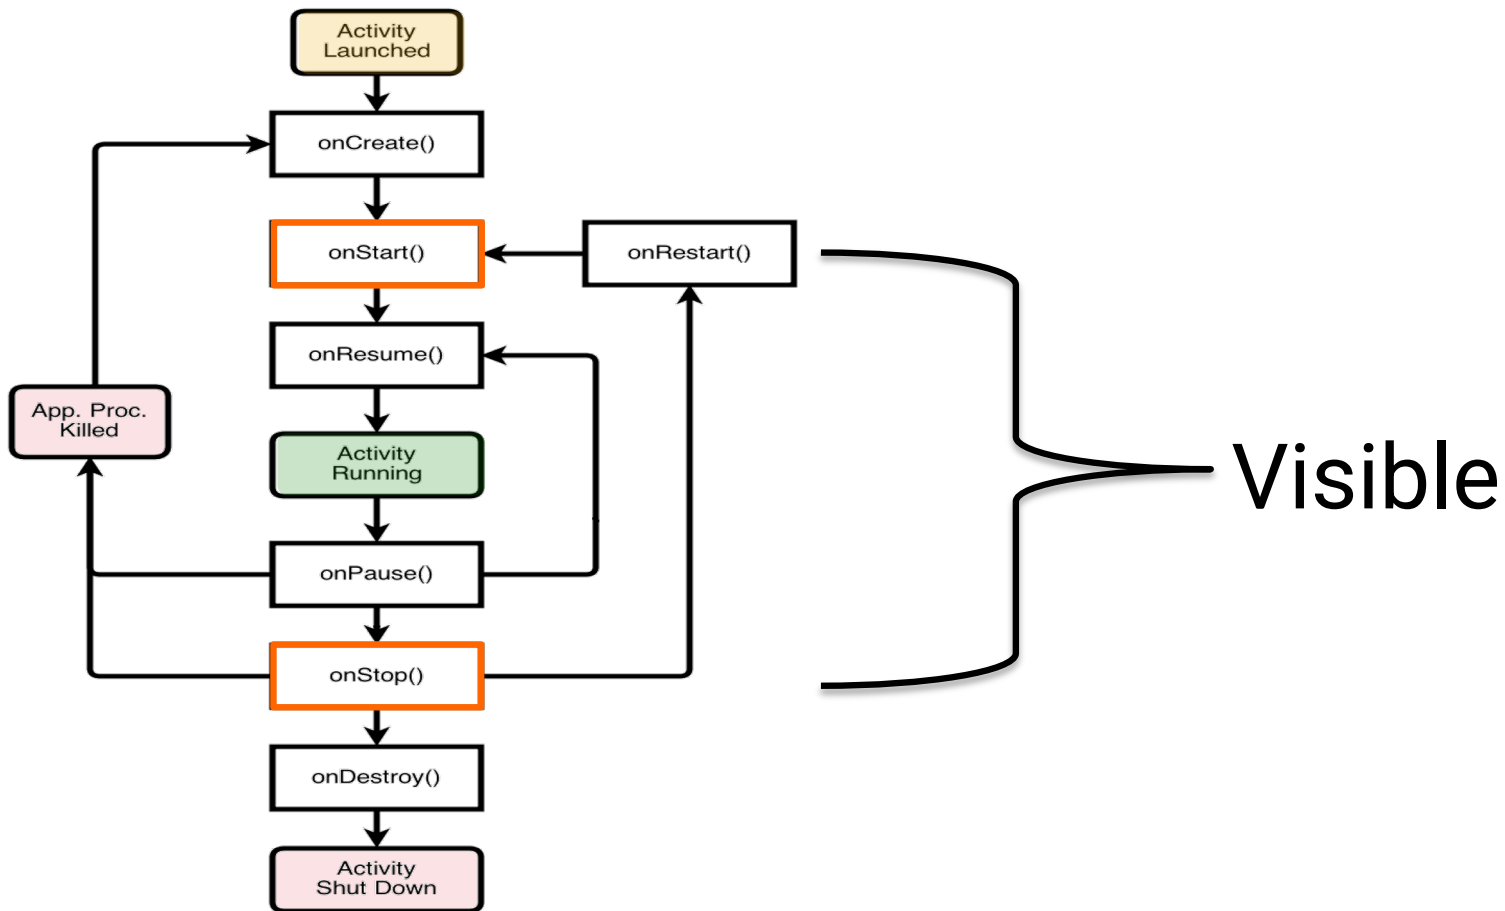 Activity
Launched
onCreate()
onStart()
onRestart()
onResume()
App. Proc.
Killed
Activity
Running
Visible
onPause()
onStop()
onDestroy()
Activity
Shut Down